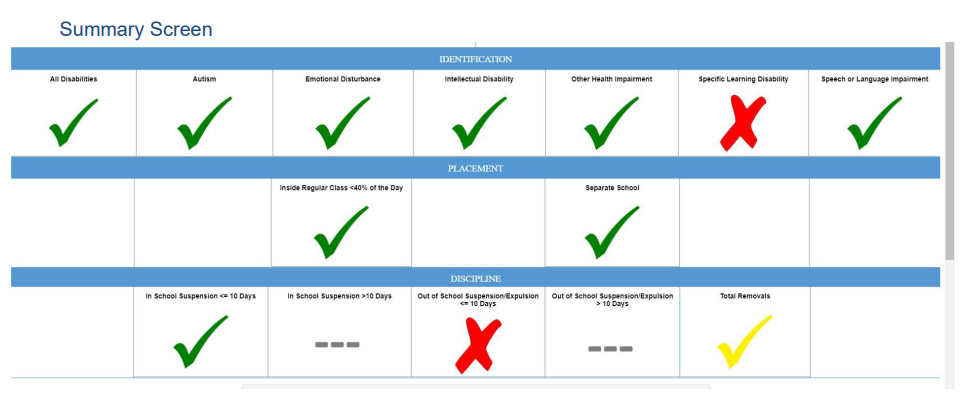 Summary Screen
IDENTIFICATION
All Disabilities
Autism
Emotional Disturbance
Intellectual Disability
Other Health Impairment
Specific Learning Disability
Speech or Language Impairment
PLACEMENT
Inside Regular Class <40% of the Day
Separate School
DISCIPLINE
In School Suspension <= 10 Days
In School Suspension >10 Days
Out of School Suspension/Expulsion
<= 10 Days
Out of School Suspension/Expulsion
> 10 Days
Total Removals